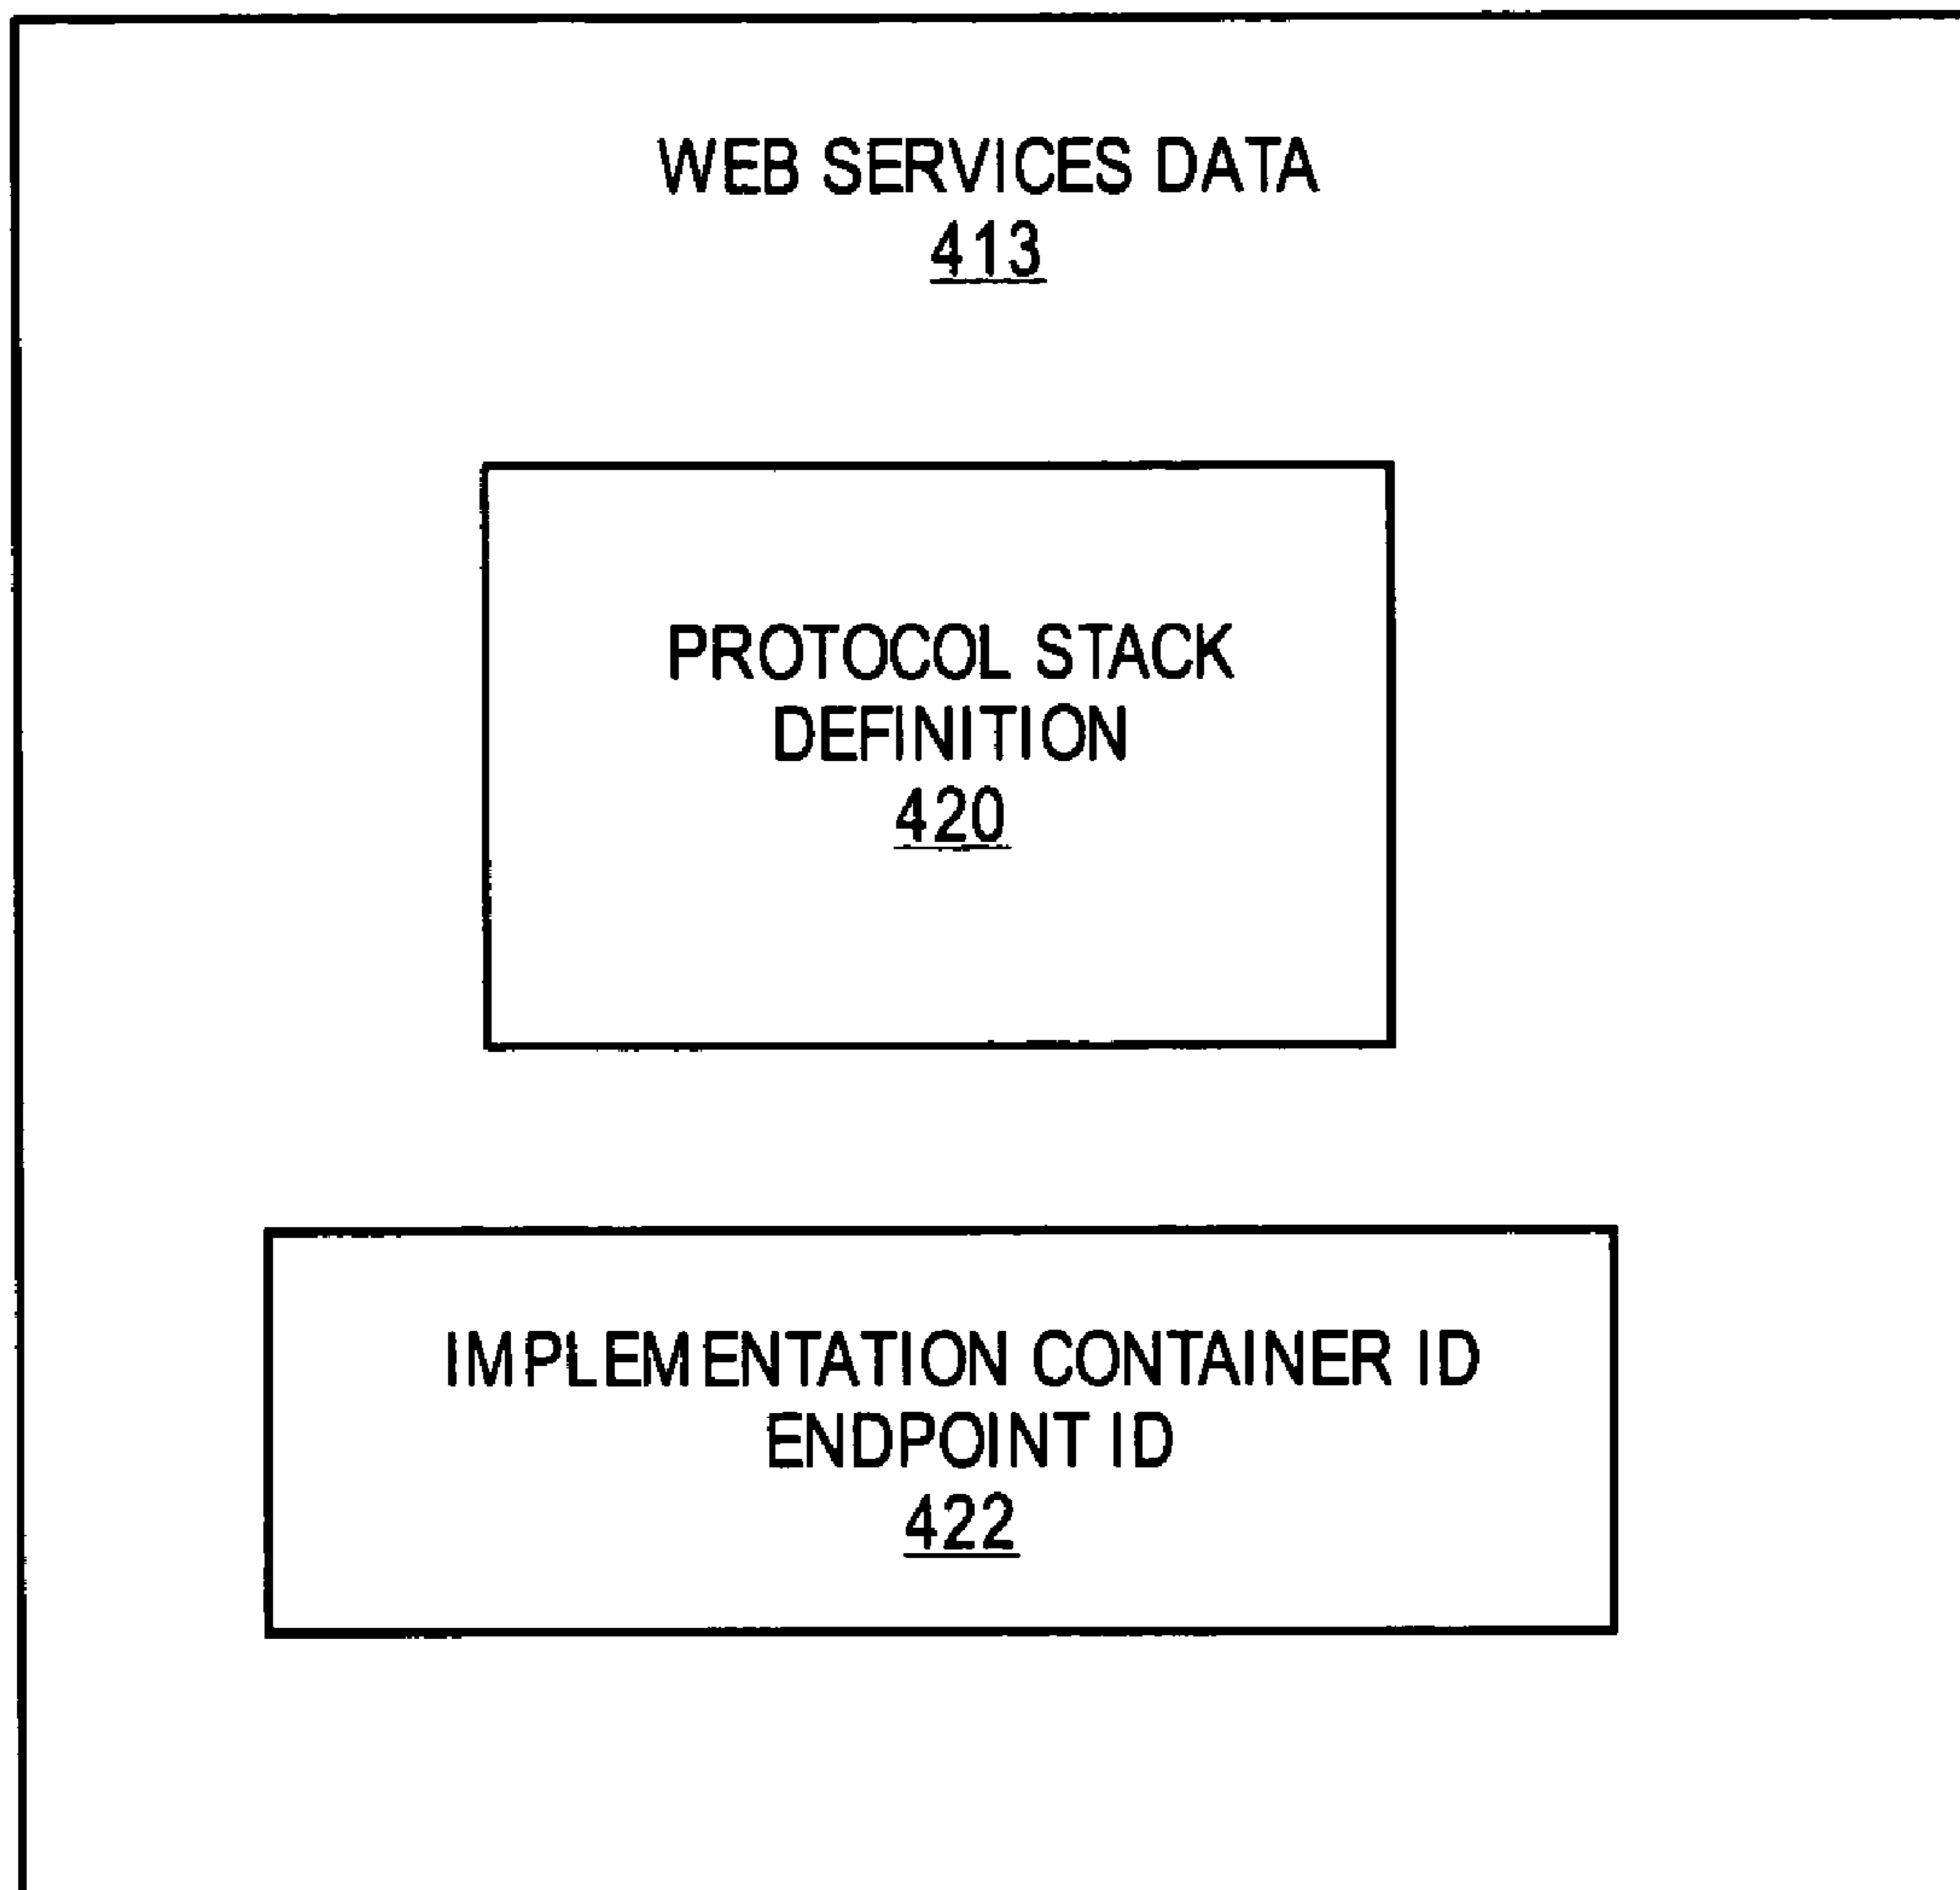 WEB SERVICES DATA
413
PROTOCOL STACK
DEFINITION
420
IMPLEMENTATION CONTAINER ID
ENDPOINT ID
422